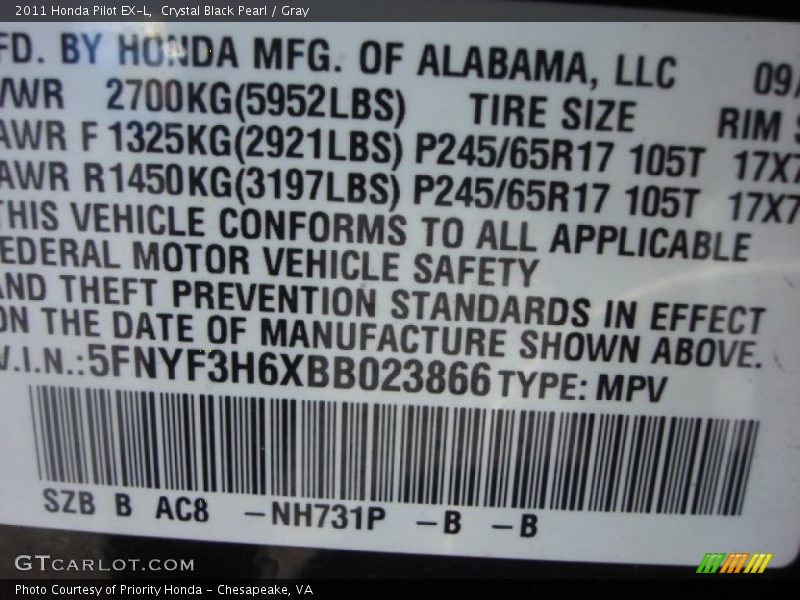 2011 Honda Pilot EX-L, Crystal Black Pearl / Gray
FD. BY HONDA MFG. OF ALABAMA, LLC 09/
VWR 2700KG(5952LBS) TIRE SIZE RIM S
AWR F 1325KG(2921LBS) P245/65R17 105T 17X7
AWR R 1450KG(3197LBS) P245/65R17 105T 17X7
THIS VEHICLE CONFORMS TO ALL APPLICABLE
EDERAL MOTOR VEHICLE SAFETY
AND THEFT PREVENTION STANDARDS IN EFFECT
ON THE DATE OF MANUFACTURE SHOWN ABOVE.
V.I.N.:5FNYF3H6XBB023866 TYPE: MPV
SZB B AC8 -NH731P -B -B
GTCARLOT.COM
Photo Courtesy of Priority Honda - Chesapeake, VA